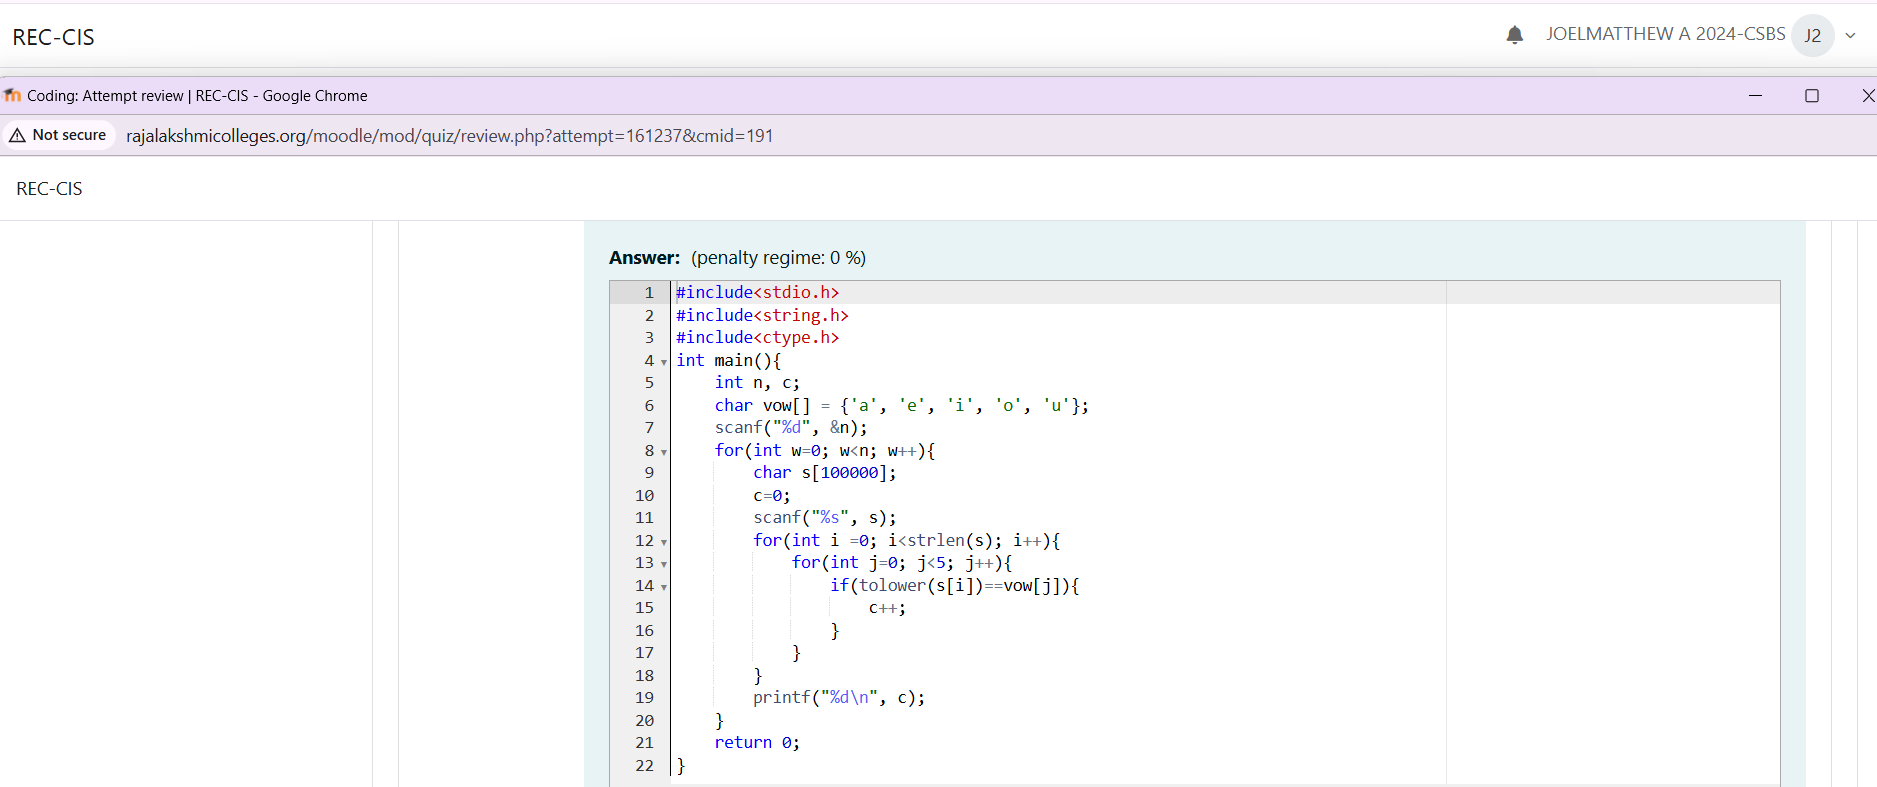 REC-CIS
JOELMATTHEW A 2024-CSBS J2
Coding: Attempt review | REC-CIS - Google Chrome
Not secure rajalakshmicolleges.org/moodle/mod/quiz/review.php?attempt=161237&cmid=191
REC-CIS
Answer: (penalty regime: 0 %)
1 #include<stdio.h>
2 #include<string.h>
3 #include<ctype.h>
4 int main(){
5     int n, c;
6     char vow[] = {'a', 'e', 'i', 'o', 'u'};
7     scanf("%d", &n);
8     for(int w=0; w<n; w++){
9         char s[100000];
10         c=0;
11         scanf("%s", s);
12         for(int i =0; i<strlen(s); i++){
13             for(int j=0; j<5; j++){
14                 if(tolower(s[i])==vow[j]){
15                     c++;
16                 }
17             }
18         }
19         printf("%d\n", c);
20     }
21     return 0;
22 }